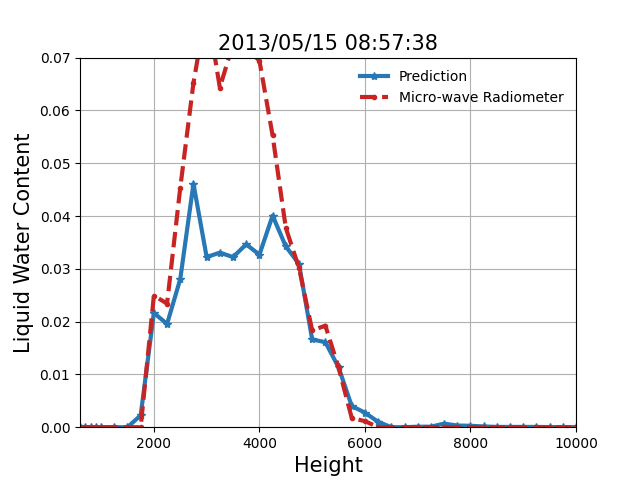 2013/05/15 08:57:38
0.07
0.06
0.05
0.04
0.03
0.02
0.01
0.00
Liquid Water Content
Prediction
Micro-wave Radiometer
2000 4000 6000 8000 10000
Height